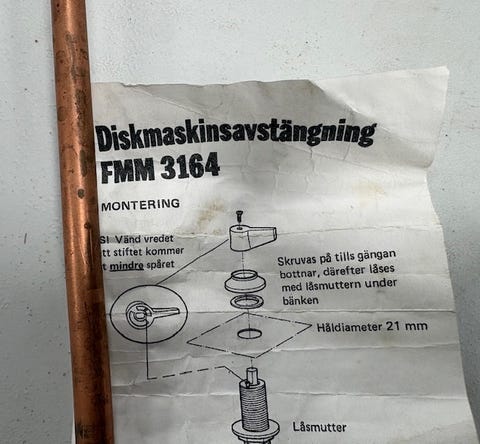 Diskmaskinsavstängning
FMM 3164
MONTERING
S! Vänd vredet
tt stiftet kommer
t mindre spåret
Skruvas på tills gängan
bottnar, därefter låses
med låsmuttern under
bänken
Håldiameter 21 mm
Låsmutter